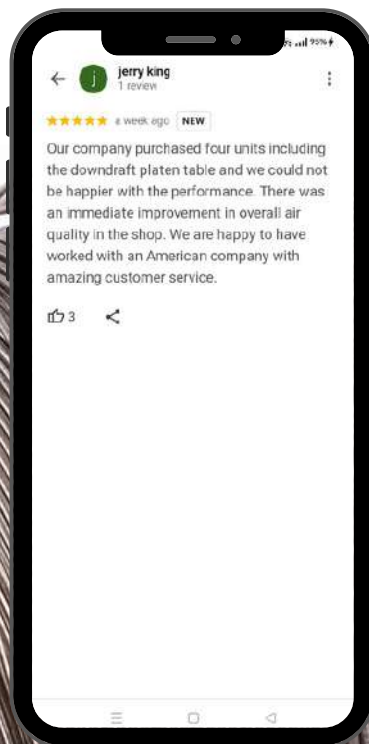 95%
jerry king
j
1 review
a week ago NEW
Our company purchased four units including
the downdraft platen table and we could not
be happier with the performance. There was
an immediate improvement in overall air
quality in the shop. We are happy to have
worked with an American company with
amazing customer service.
3